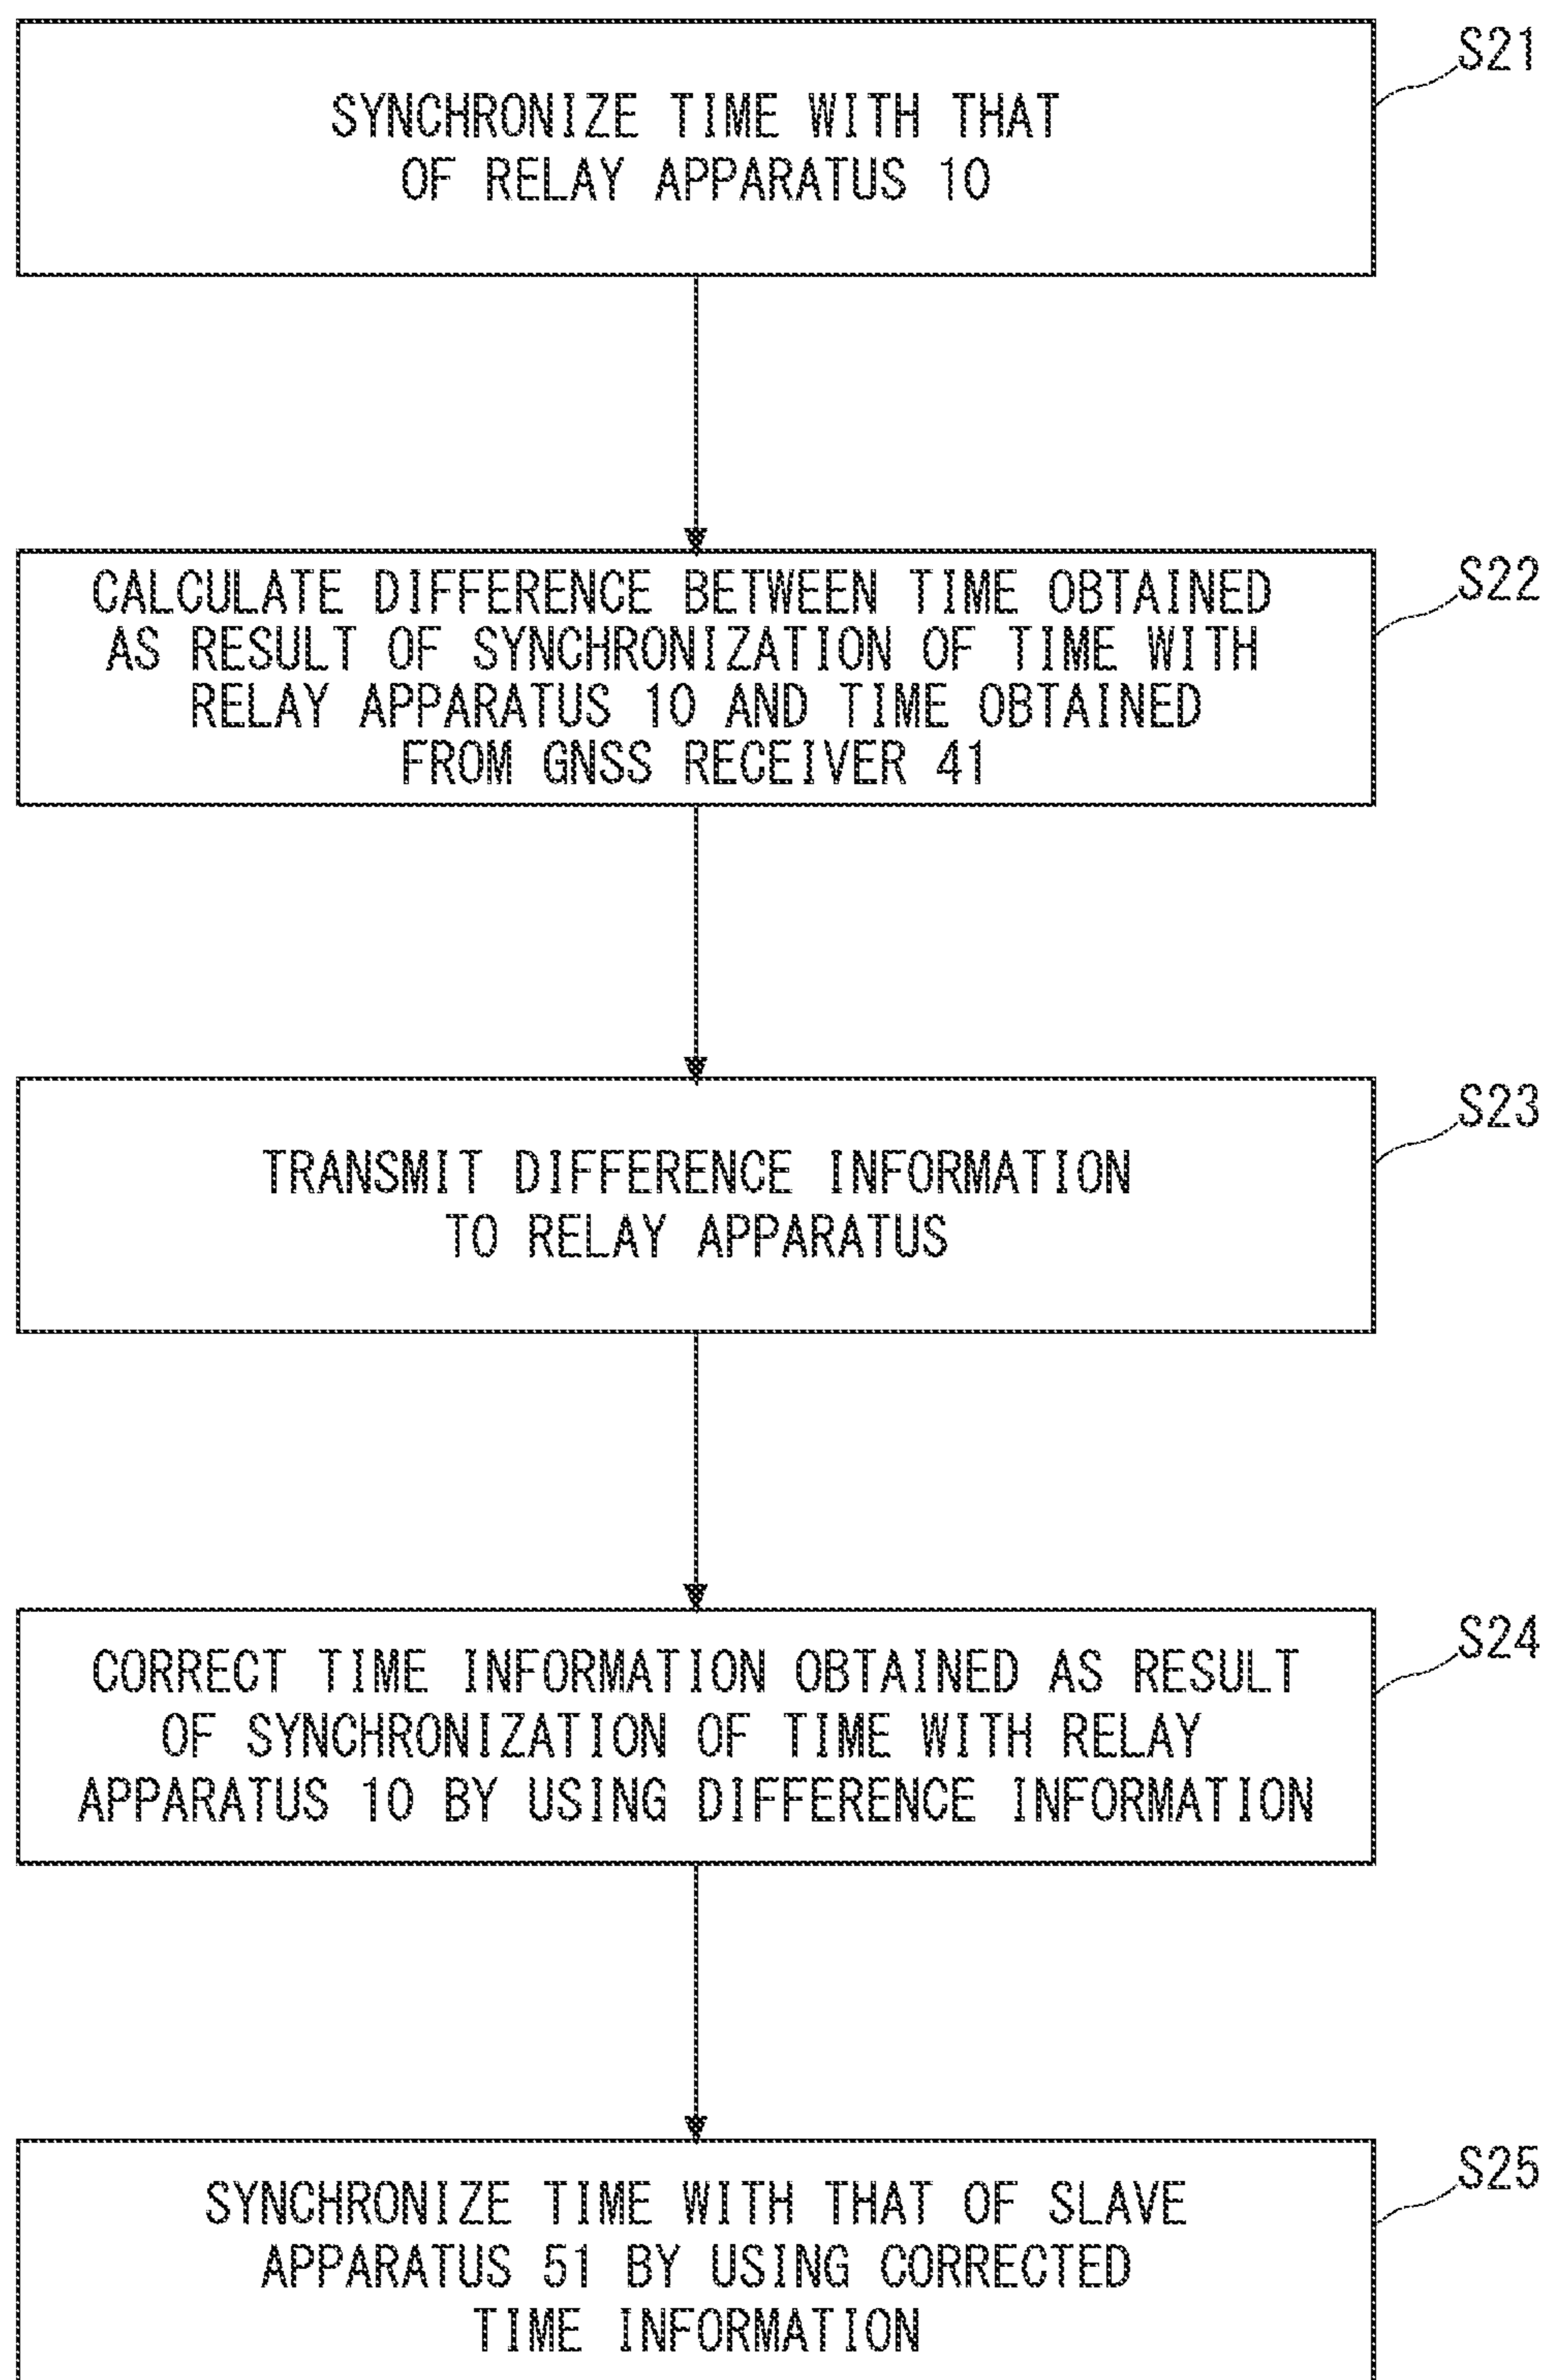 S21
SYNCHRONIZE TIME WITH THAT
OF RELAY APPARATUS 10
S22
CALCULATE DIFFERENCE BETWEEN TIME OBTAINED
AS RESULT OF SYNCHRONIZATION OF TIME WITH
RELAY APPARATUS 10 AND TIME OBTAINED
FROM GNSS RECEIVER 41
S23
TRANSMIT DIFFERENCE INFORMATION
TO RELAY APPARATUS
S24
CORRECT TIME INFORMATION OBTAINED AS RESULT
OF SYNCHRONIZATION OF TIME WITH RELAY
APPARATUS 10 BY USING DIFFERENCE INFORMATION
S25
SYNCHRONIZE TIME WITH THAT OF SLAVE
APPARATUS 51 BY USING CORRECTED
TIME INFORMATION